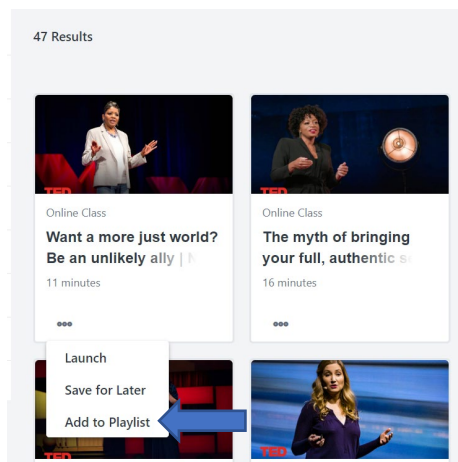 47 Results
TED
TED
Online Class
Online Class
Want a more just world?
Be an unlikely ally |
The myth of bringing
your full, authentic
11 minutes
16 minutes
Launch
Save for Later
Add to Playlist
TED
TED